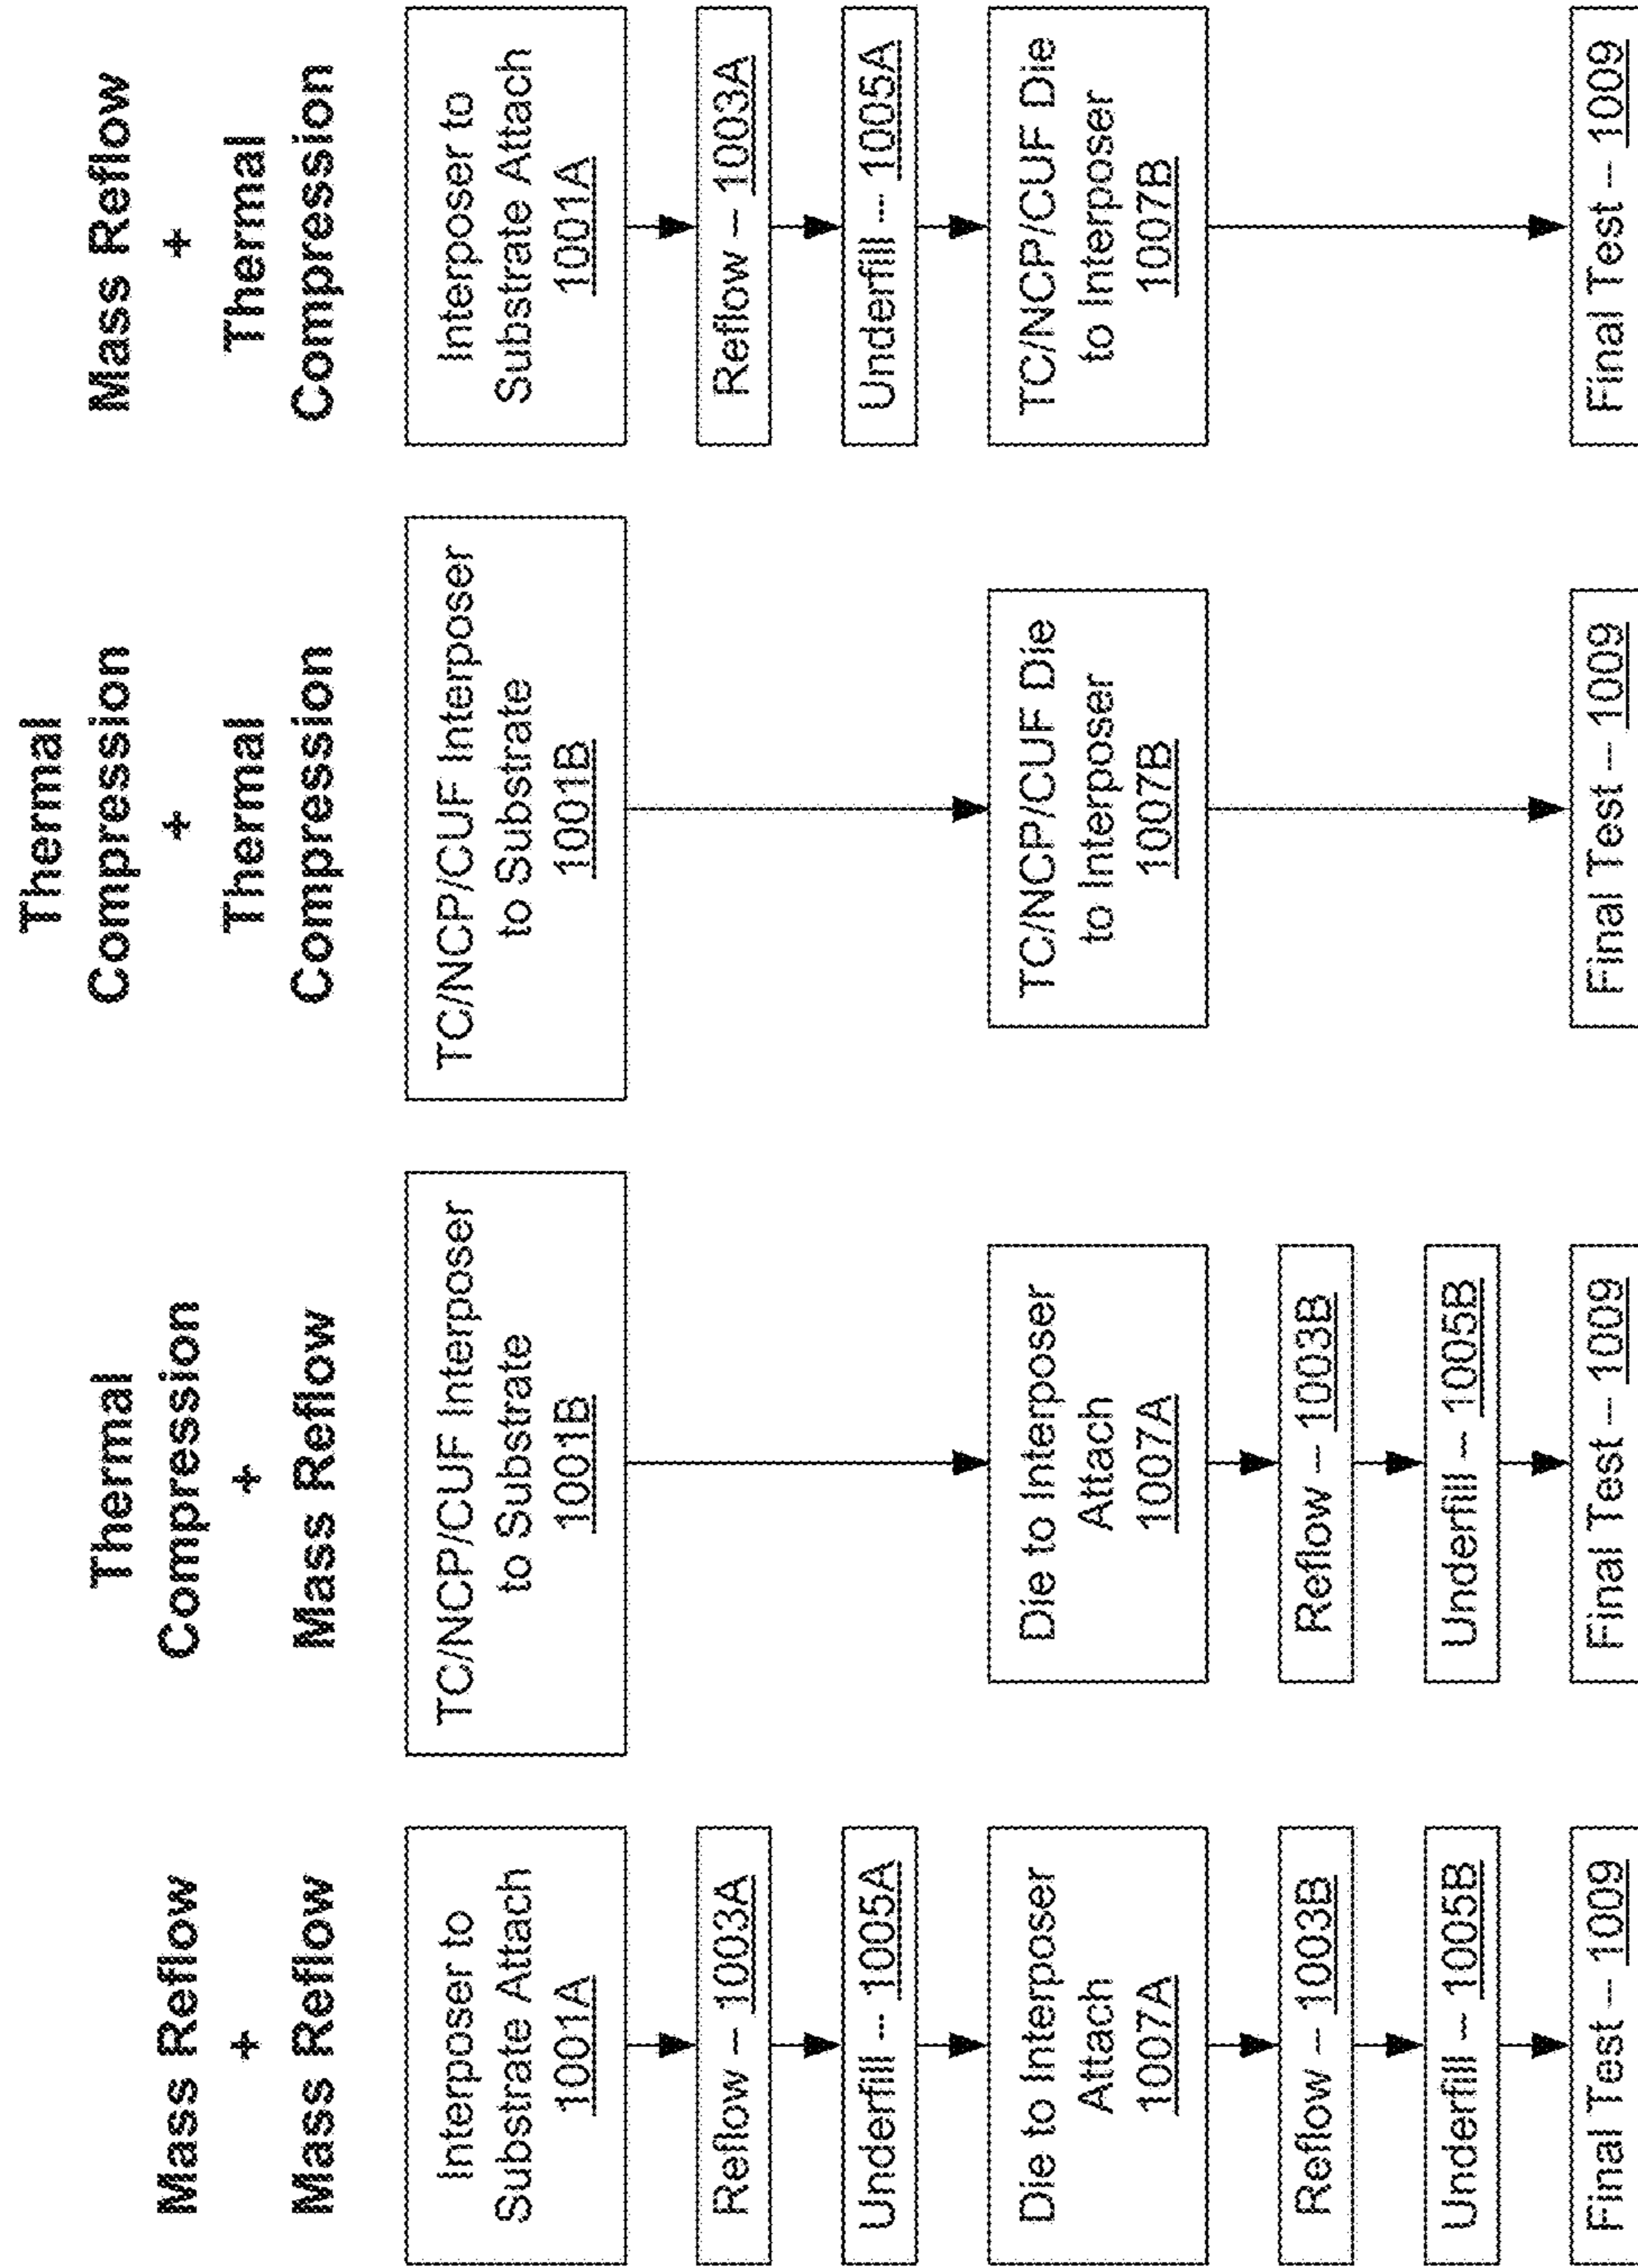 Mass Reflow
+
Mass Reflow
Interposer to
Substrate Attach
1001A
Reflow – 1003A
Underfill – 1005A
Die to Interposer
Attach
1007A
Reflow – 1003B
Underfill – 1005B
Final Test – 1009
Thermal
Compression
+
Mass Reflow
TC/NCP/CUF Interposer
to Substrate
1001B
Die to Interposer
Attach
1007A
Reflow – 1003B
Underfill – 1005B
Final Test – 1009
Thermal
Compression
+
Thermal
Compression
TC/NCP/CUF Interposer
to Substrate
1001B
TC/NCP/CUF Die
to Interposer
1007B
Final Test – 1009
Mass Reflow
+
Thermal
Compression
Interposer to
Substrate Attach
1001A
Reflow – 1003A
Underfill – 1005A
TC/NCP/CUF Die
to Interposer
1007B
Final Test – 1009